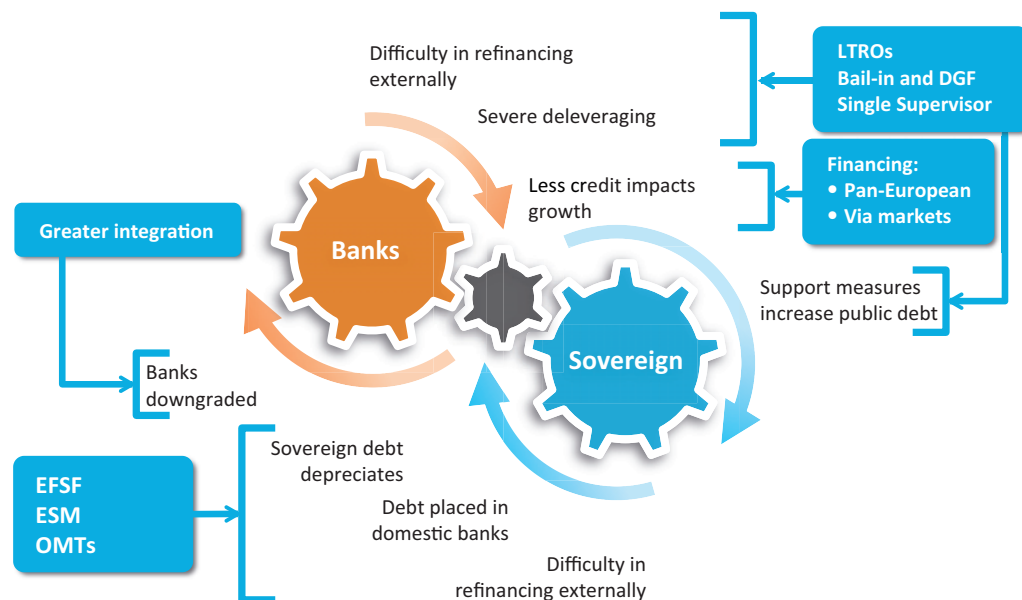 Difficulty in refinancing
externally
Severe deleveraging
Less credit impacts
growth
LTROs
Bail-in and DGF
Single Supervisor
Financing:
• Pan-European
• Via markets
Support measures
increase public debt
Greater integration
Banks
Sovereign
Banks
downgraded
Sovereign debt
depreciates
Debt placed in
domestic banks
Difficulty in
refinancing externally
EFSF
ESM
OMTs